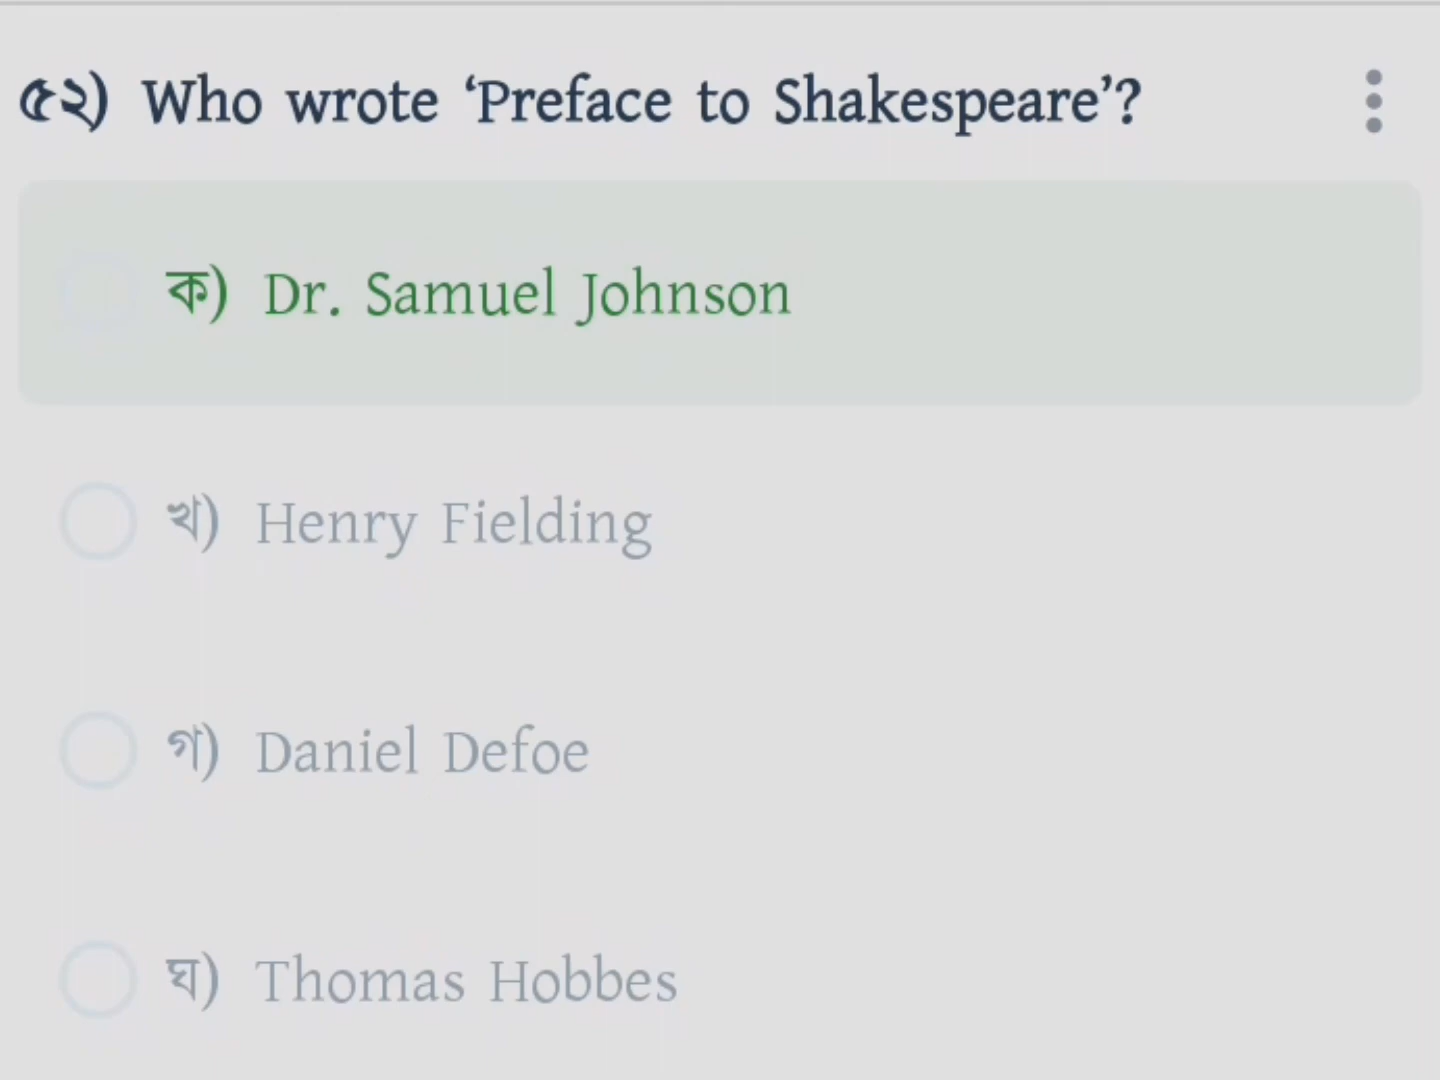 ৫২) Who wrote ‘Preface to Shakespeare’?
ক) Dr. Samuel Johnson
খ) Henry Fielding
গ) Daniel Defoe
ঘ) Thomas Hobbes